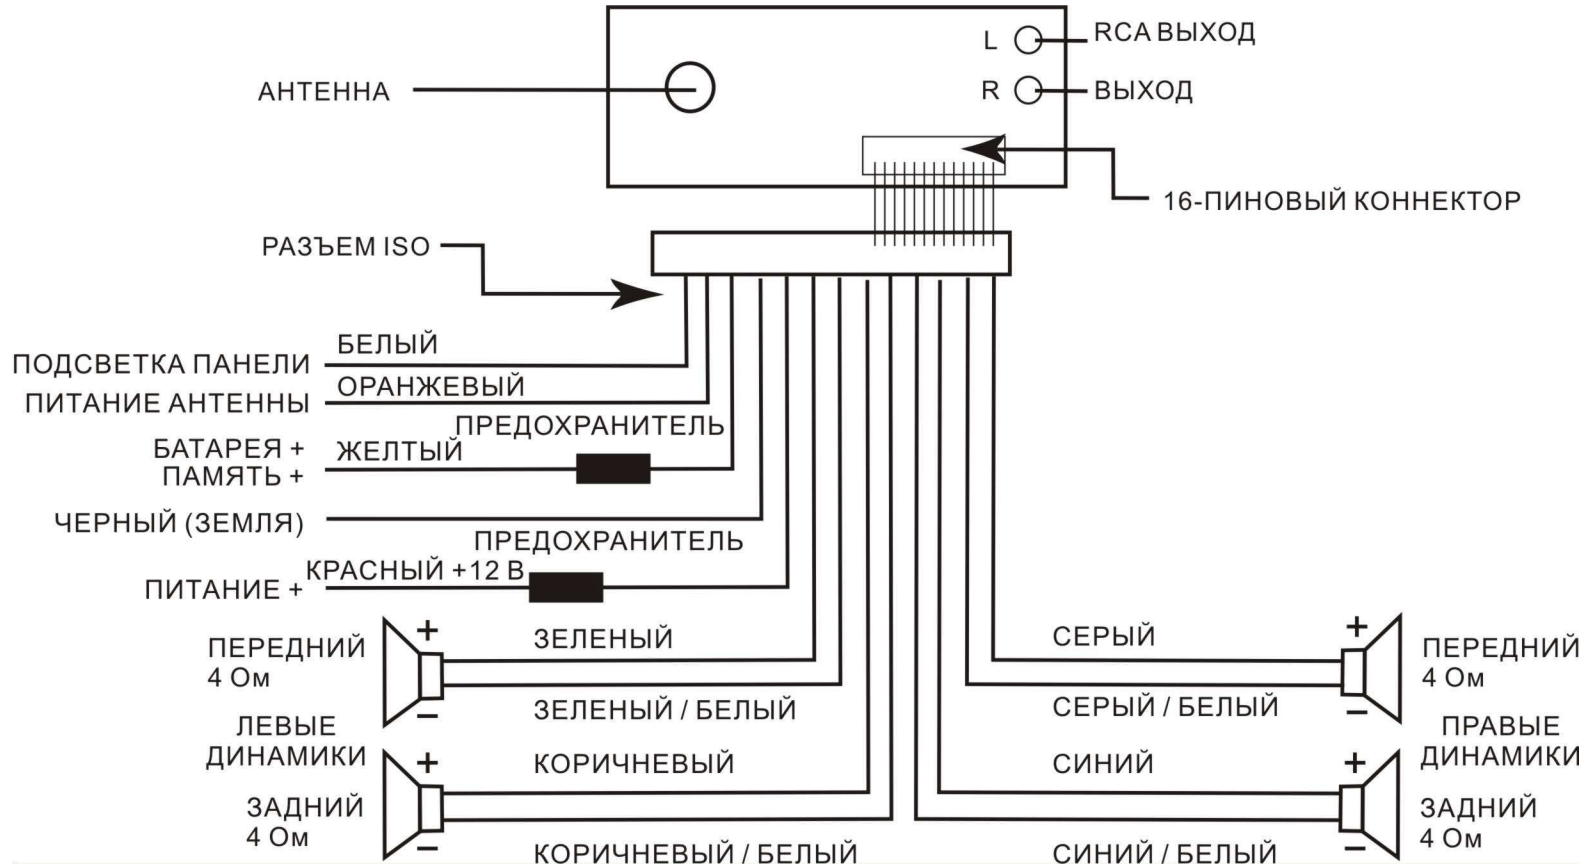 L
RCA ВЫХОД
АНТЕННА
R
ВЫХОД
16-ПИНОВЫЙ КОННЕКТОР
РАЗЪЕМ ISO
БЕЛЫЙ
ПОДСВЕТКА ПАНЕЛИ
ОРАНЖЕВЫЙ
ПИТАНИЕ АНТЕННЫ
ПРЕДОХРАНИТЕЛЬ
БАТАРЕЯ +
ПАМЯТЬ +
ЖЕЛТЫЙ
ЧЕРНЫЙ (ЗЕМЛЯ)
ПРЕДОХРАНИТЕЛЬ
КРАСНЫЙ +12 В
ПИТАНИЕ +
ПЕРЕДНИЙ
4 Ом
+
−
ЗЕЛЕНЫЙ
ЗЕЛЕНЫЙ / БЕЛЫЙ
ЛЕВЫЕ
ДИНАМИКИ
+
−
КОРИЧНЕВЫЙ
КОРИЧНЕВЫЙ / БЕЛЫЙ
ЗАДНИЙ
4 Ом
СЕРЫЙ
СЕРЫЙ / БЕЛЫЙ
+
−
ПЕРЕДНИЙ
4 Ом
ПРАВЫЕ
ДИНАМИКИ
СИНИЙ
СИНИЙ / БЕЛЫЙ
+
−
ЗАДНИЙ
4 Ом